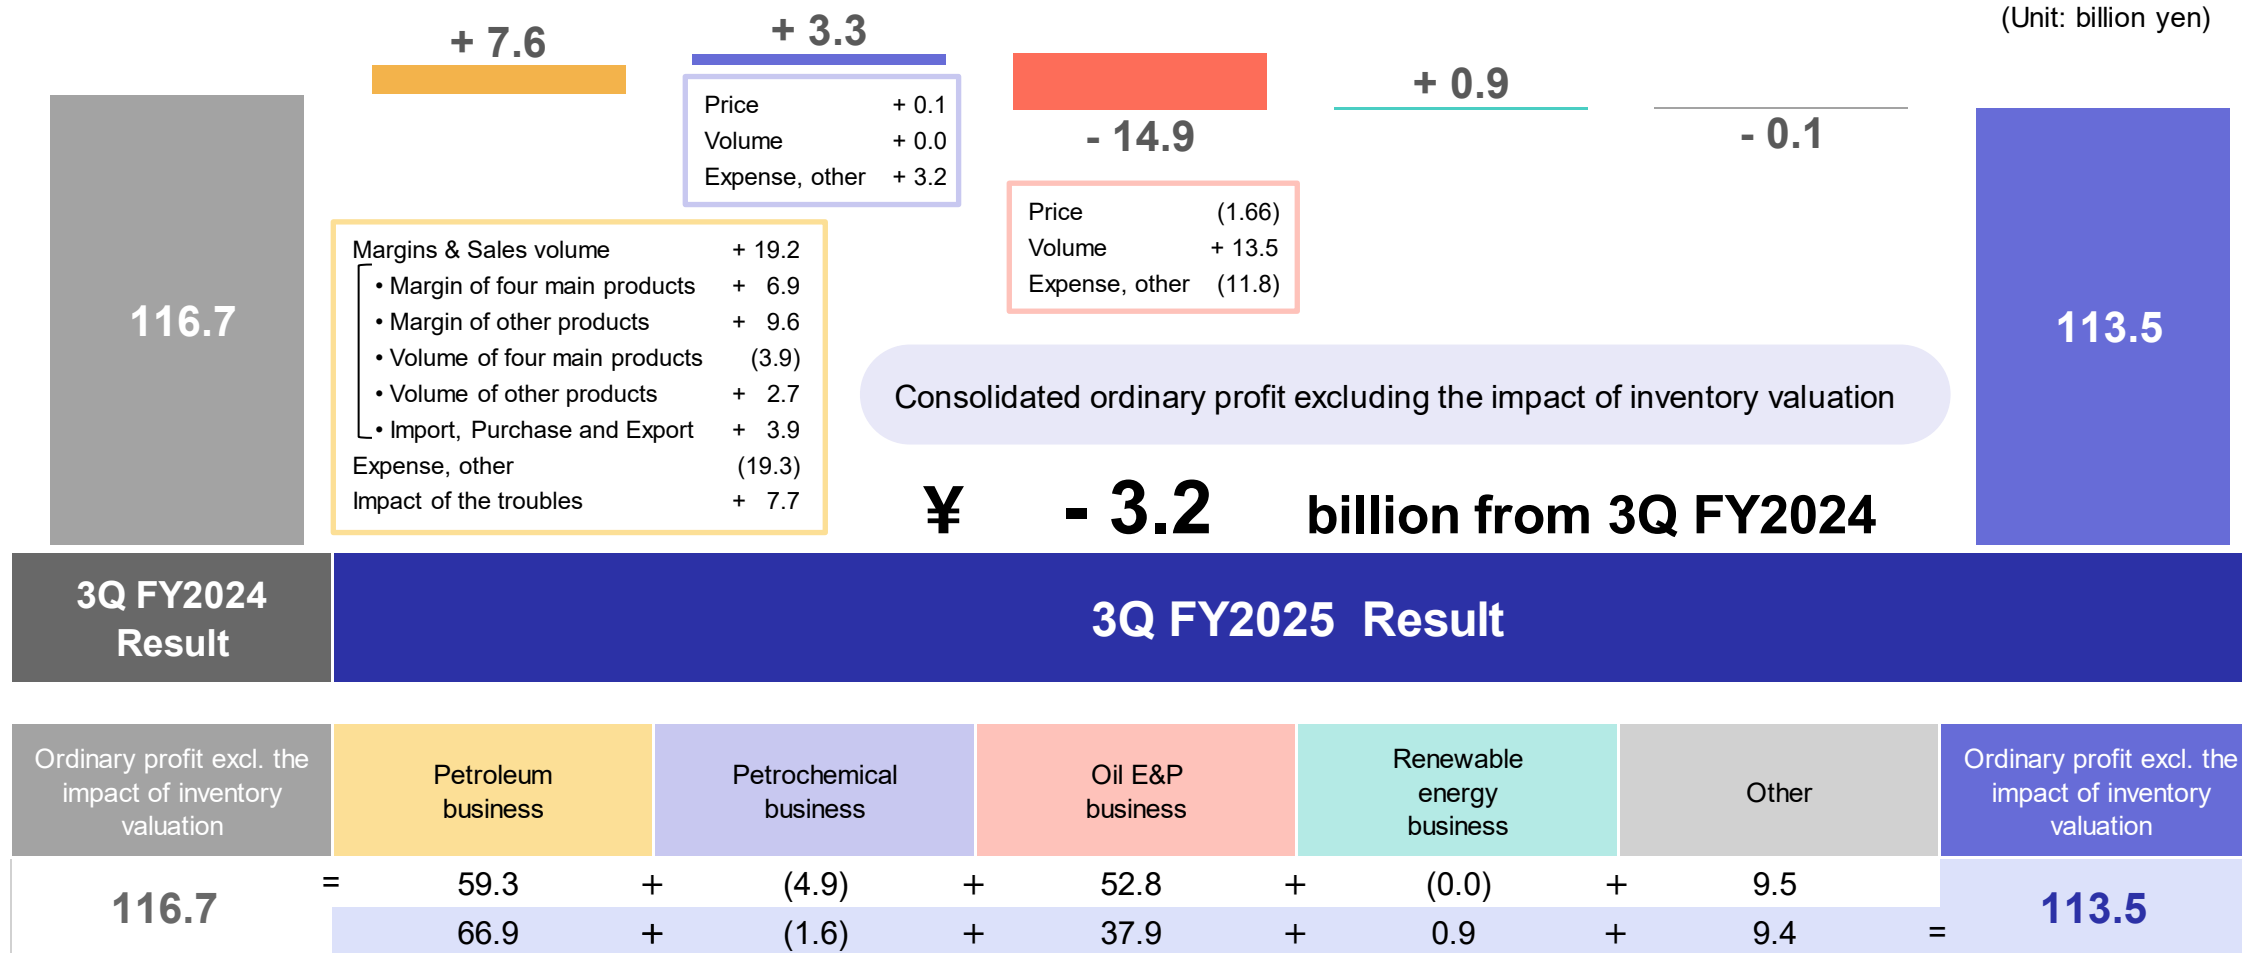 (Unit: billion yen)
+ 7.6
+ 3.3
- 14.9
+ 0.9
- 0.1
116.7
113.5
Price + 0.1
Volume + 0.0
Expense, other + 3.2
Price (1.66)
Volume + 13.5
Expense, other (11.8)
Margins & Sales volume + 19.2
• Margin of four main products + 6.9
• Margin of other products + 9.6
• Volume of four main products (3.9)
• Volume of other products + 2.7
• Import, Purchase and Export + 3.9
Expense, other (19.3)
Impact of the troubles + 7.7
Consolidated ordinary profit excluding the impact of inventory valuation
¥ - 3.2 billion from 3Q FY2024
3Q FY2024
Result
3Q FY2025 Result
Ordinary profit excl. the
impact of inventory
valuation
Petroleum
business
Petrochemical
business
Oil E&P
business
Renewable
energy
business
Other
Ordinary profit excl. the
impact of inventory
valuation
116.7
= 59.3 + (4.9) + 52.8 + (0.0) + 9.5
66.9 + (1.6) + 37.9 + 0.9 + 9.4 =
113.5